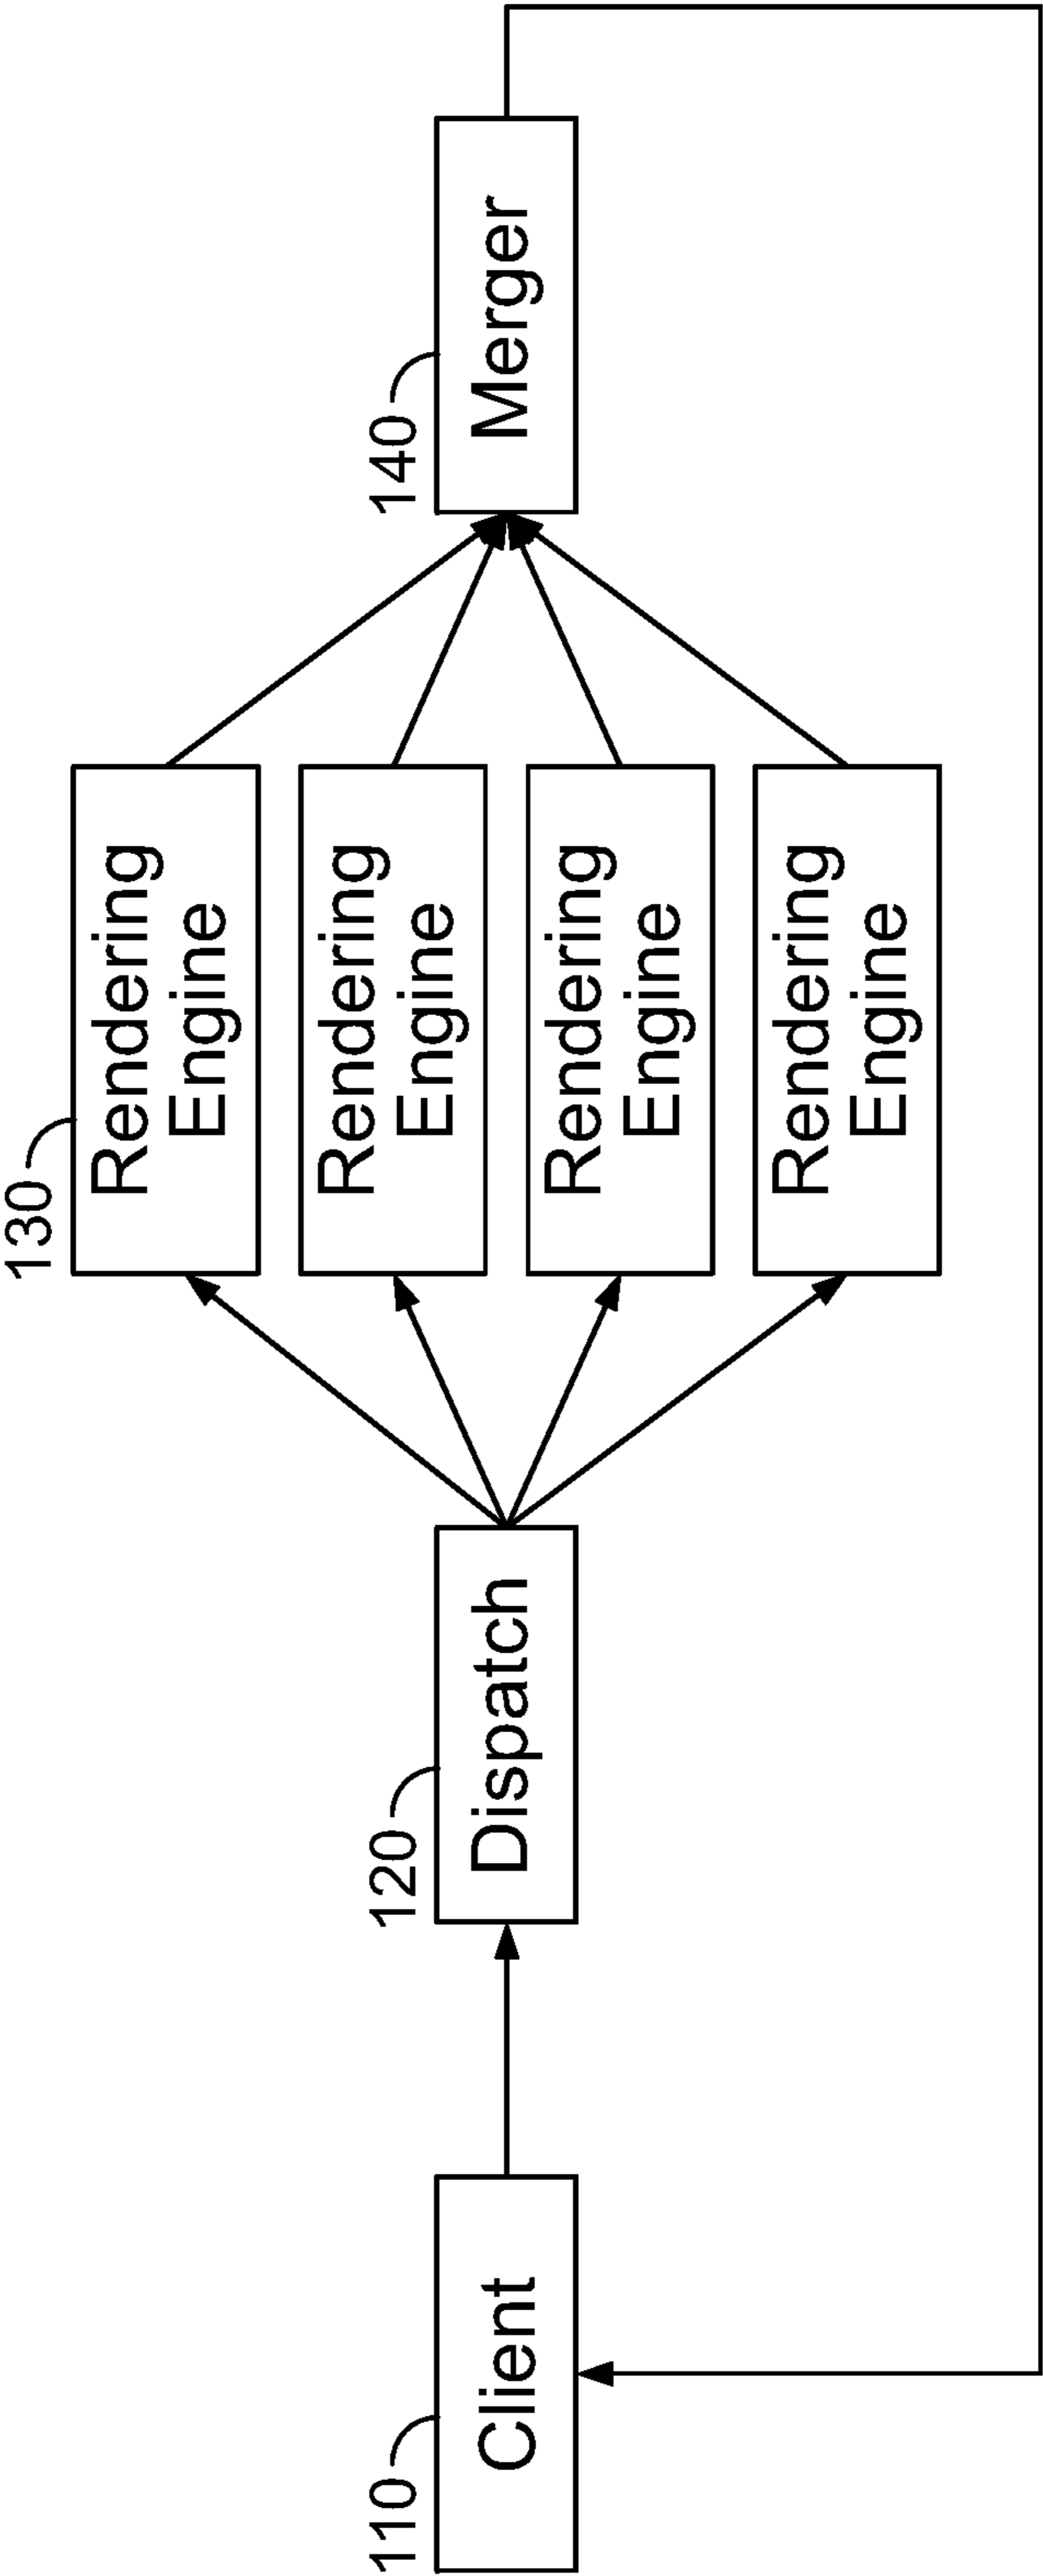 110
Client
120
Dispatch
130
Rendering
Engine
Rendering
Engine
Rendering
Engine
Rendering
Engine
140
Merger